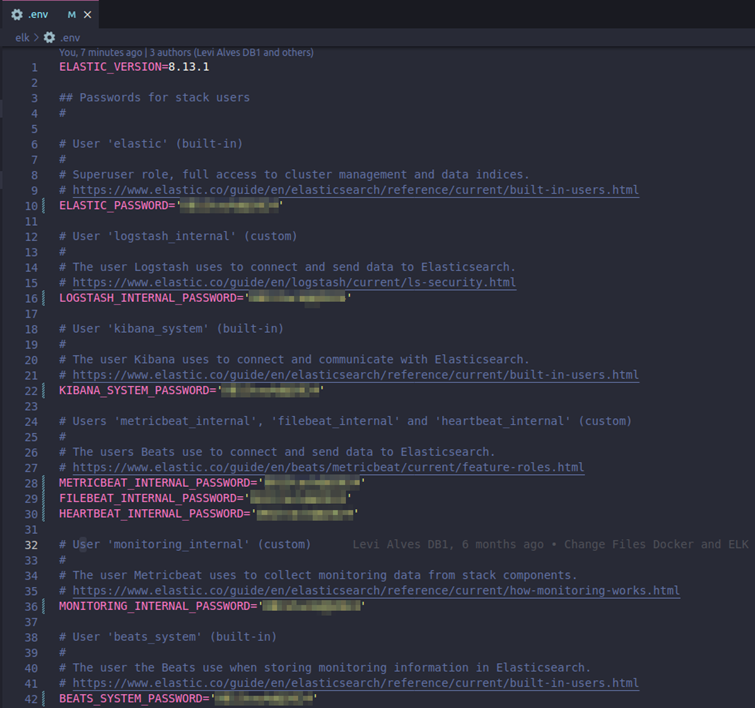 .env M
elk > .env
You, 7 minutes ago | 3 authors (Levi Alves DB1 and others)
1 ELASTIC_VERSION=8.13.1
2
3 ## Passwords for stack users
4 #
5
6 # User 'elastic' (built-in)
7 #
8 # Superuser role, full access to cluster management and data indices.
9 # https://www.elastic.co/guide/en/elasticsearch/reference/current/built-in-users.html
10 ELASTIC_PASSWORD=' '
11
12 # User 'logstash_internal' (custom)
13 #
14 # The user Logstash uses to connect and send data to Elasticsearch.
15 # https://www.elastic.co/guide/en/logstash/current/ls-security.html
16 LOGSTASH_INTERNAL_PASSWORD=' '
17
18 # User 'kibana_system' (built-in)
19 #
20 # The user Kibana uses to connect and communicate with Elasticsearch.
21 # https://www.elastic.co/guide/en/elasticsearch/reference/current/built-in-users.html
22 KIBANA_SYSTEM_PASSWORD=' '
23
24 # Users 'metricbeat_internal', 'filebeat_internal' and 'heartbeat_internal' (custom)
25 #
26 # The users Beats use to connect and send data to Elasticsearch.
27 # https://www.elastic.co/guide/en/beats/metricbeat/current/feature-roles.html
28 METRICBEAT_INTERNAL_PASSWORD=' '
29 FILEBEAT_INTERNAL_PASSWORD=' '
30 HEARTBEAT_INTERNAL_PASSWORD=' '
31
32 # User 'monitoring_internal' (custom) Levi Alves DB1, 6 months ago • Change Files Docker and ELK
33 #
34 # The user Metricbeat uses to collect monitoring data from stack components.
35 # https://www.elastic.co/guide/en/elasticsearch/reference/current/how-monitoring-works.html
36 MONITORING_INTERNAL_PASSWORD=' '
37
38 # User 'beats_system' (built-in)
39 #
40 # The user the Beats use when storing monitoring information in Elasticsearch.
41 # https://www.elastic.co/guide/en/elasticsearch/reference/current/built-in-users.html
42 BEATS_SYSTEM_PASSWORD=' '